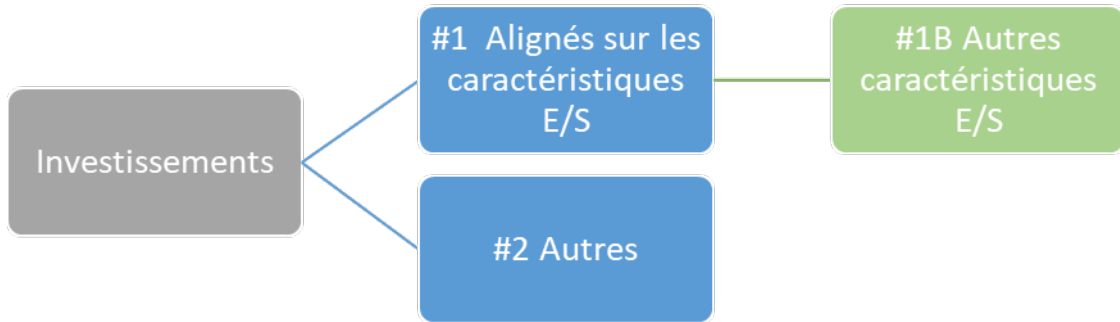 #1 Alignés sur les
caractéristiques
E/S
#1B Autres
caractéristiques
E/S
Investissements
#2 Autres